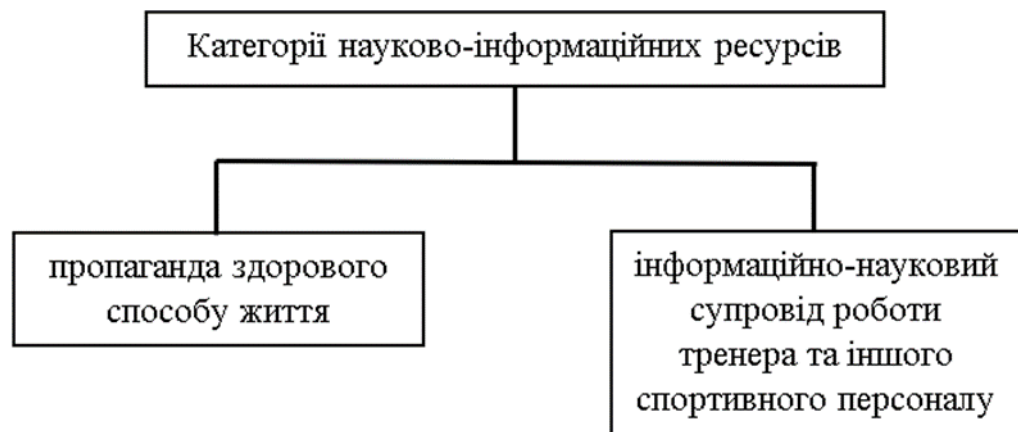 Категорії науково-інформаційних ресурсів
пропаганда здорового
способу життя
інформаційно-науковий
супровід роботи
тренера та іншого
спортивного персоналу